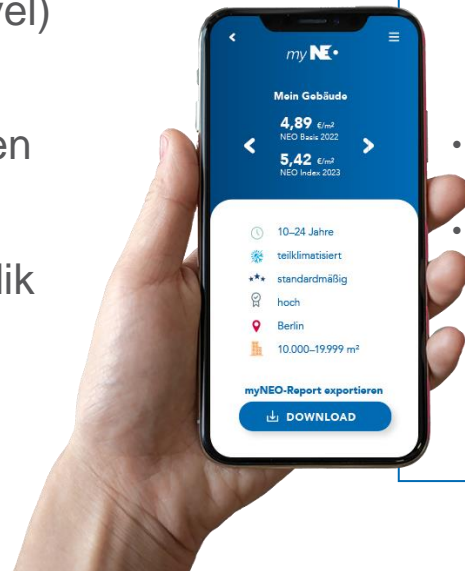 vel)
en
lik
my NEO
Mein Gebäude
4,89 €/m²
NEO Basis 2022
5,42 €/m²
NEO Index 2023
10–24 Jahre
teilklimatisiert
standardmäßig
hoch
Berlin
10.000–19.999 m²
myNEO-Report exportieren
DOWNLOAD